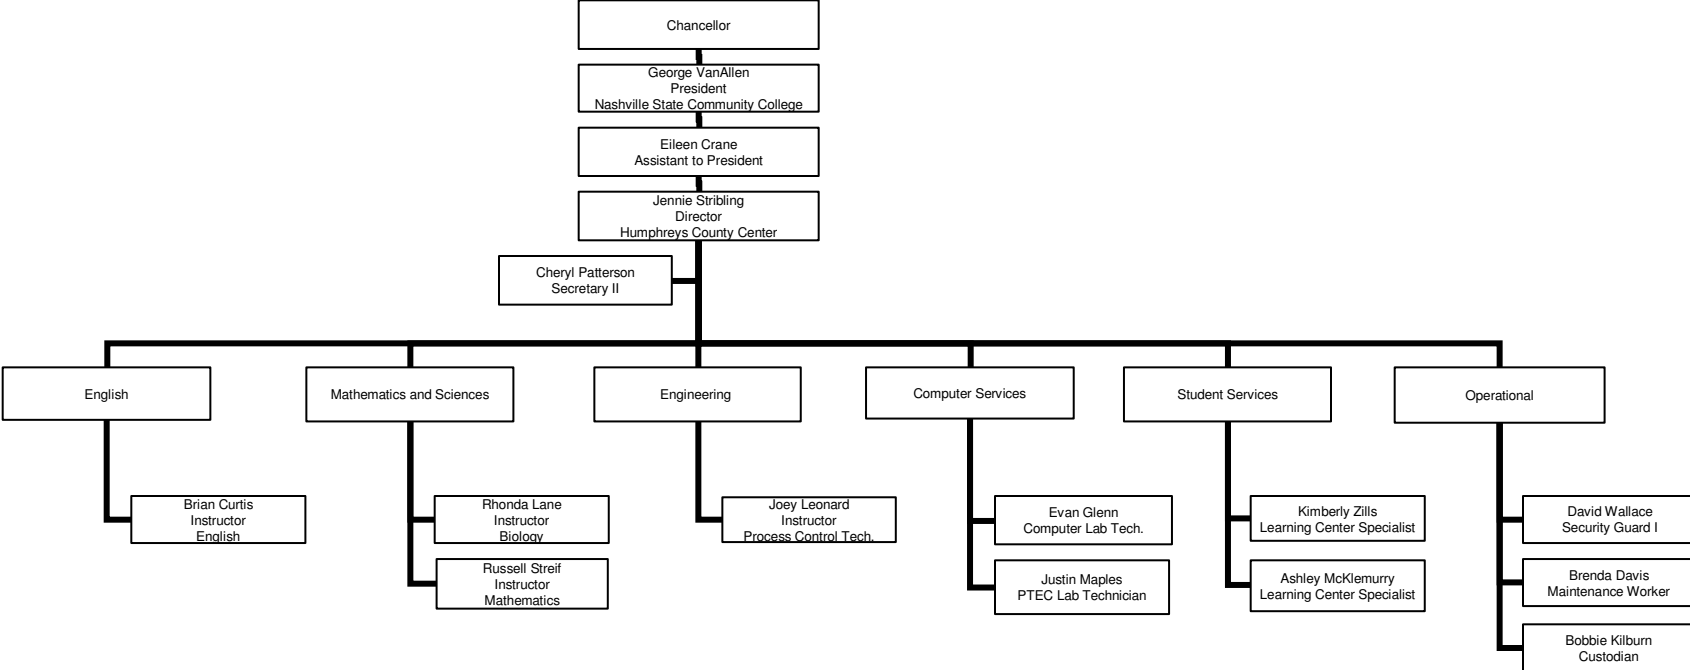 Chancellor
George VanAllen
President
Nashville State Community College
Eileen Crane
Assistant to President
Jennie Stribling
Director
Humphreys County Center
Cheryl Patterson
Secretary II
English
Mathematics and Sciences
Engineering
Computer Services
Student Services
Operational
Brian Curtis
Instructor
English
Rhonda Lane
Instructor
Biology
Russell Streif
Instructor
Mathematics
Joey Leonard
Instructor
Process Control Tech.
Evan Glenn
Computer Lab Tech.
Justin Maples
PTEC Lab Technician
Kimberly Zills
Learning Center Specialist
Ashley McKlemurry
Learning Center Specialist
David Wallace
Security Guard I
Brenda Davis
Maintenance Worker
Bobbie Kilburn
Custodian